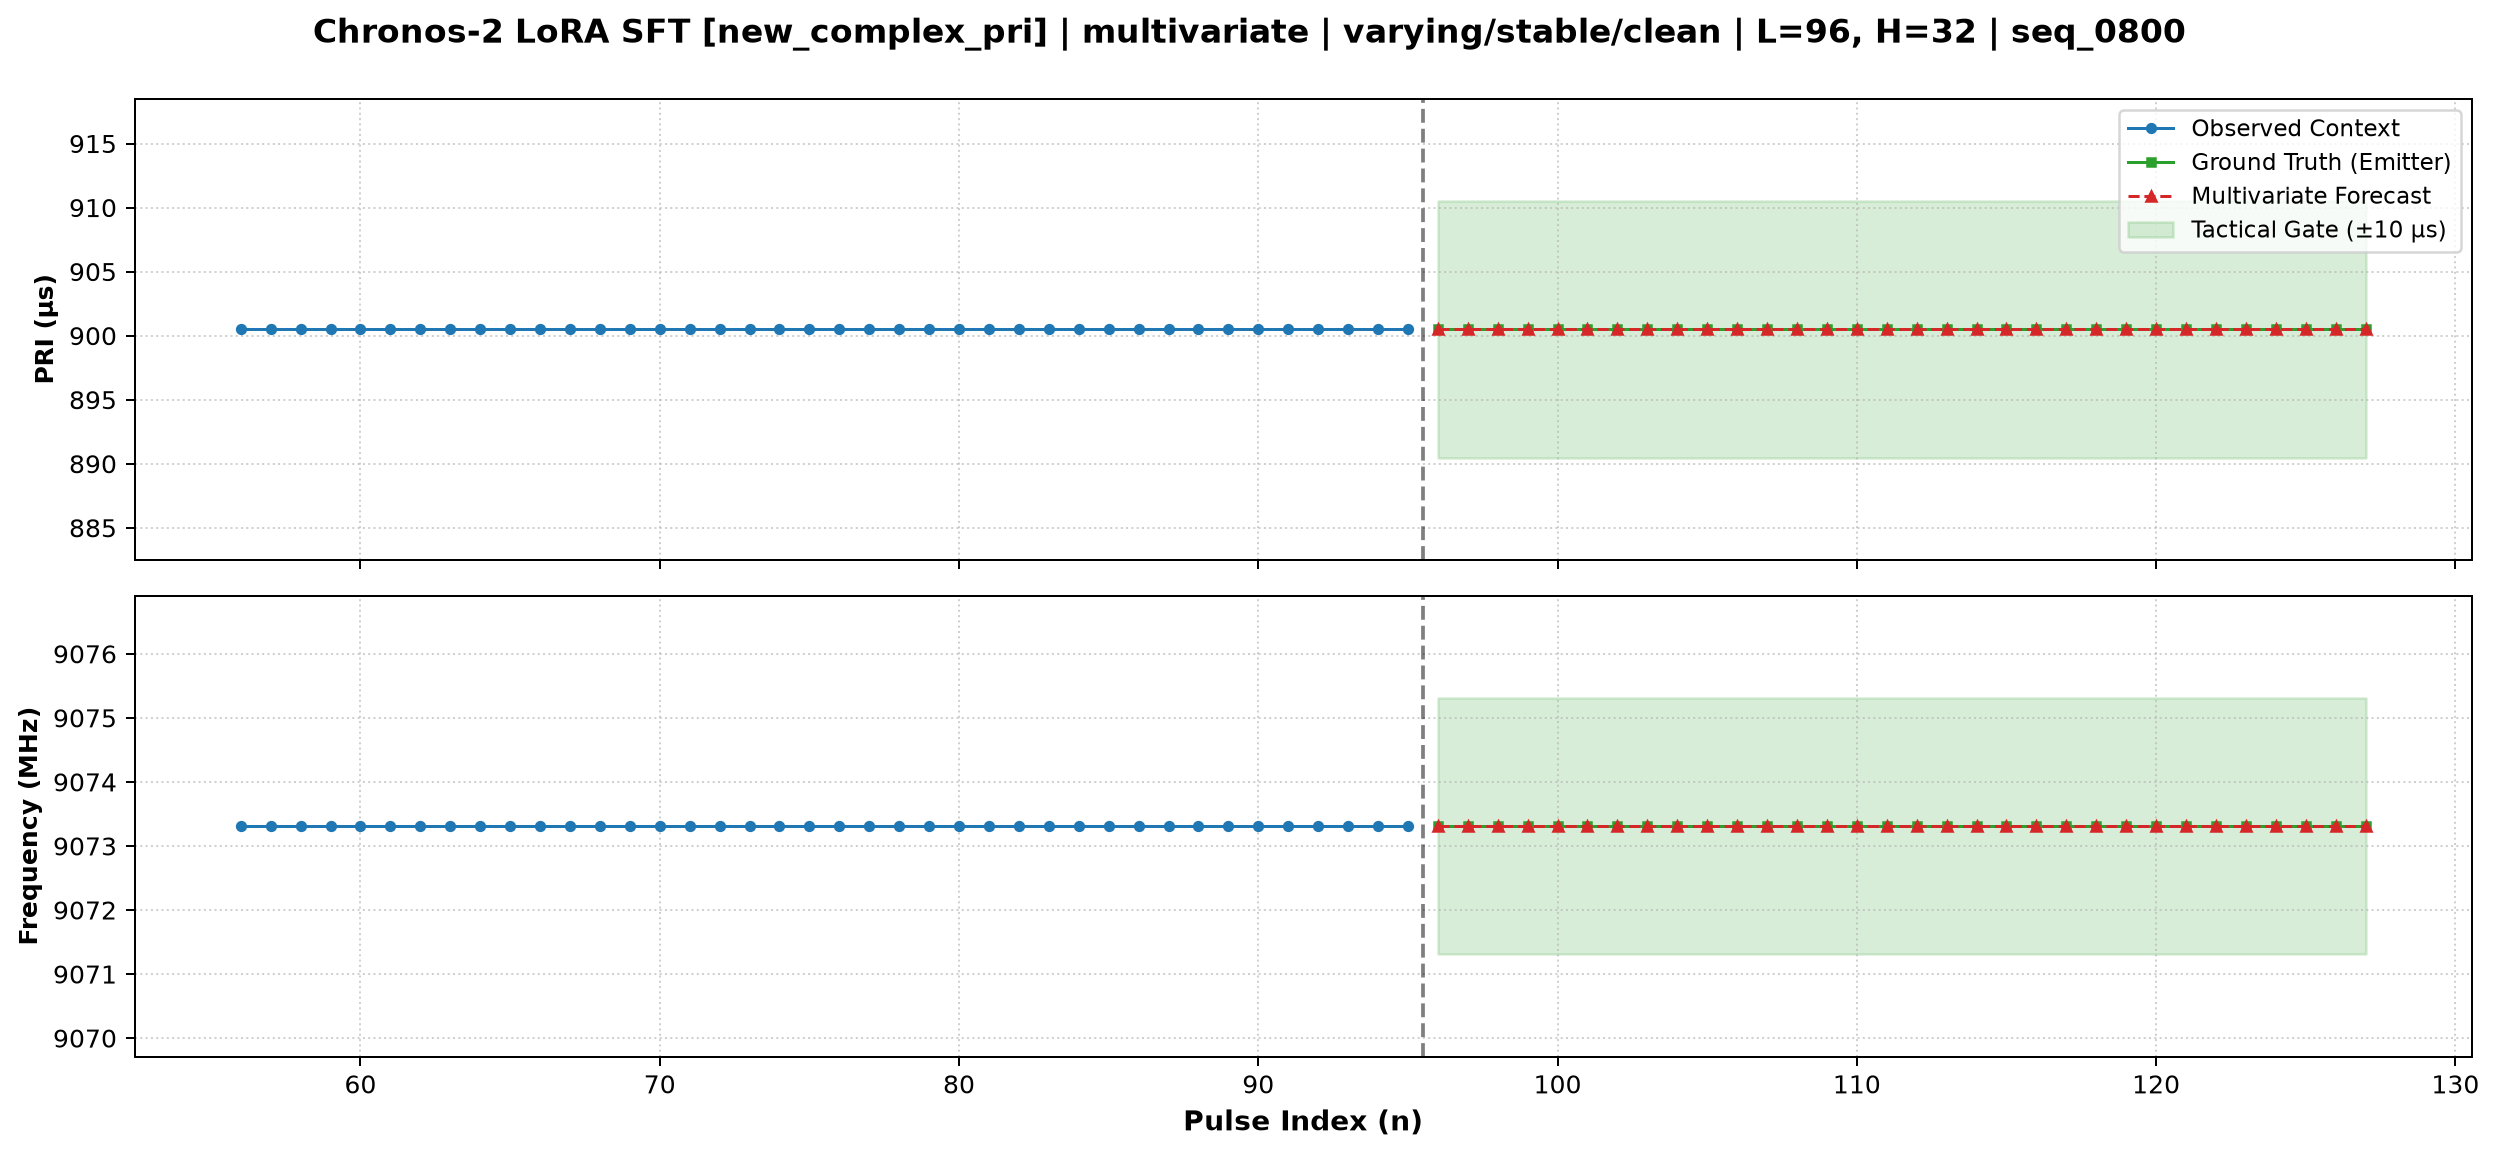 Chronos-2 LoRA SFT [new_complex_pri] | multivariate | varying/stable/clean | L=96, H=32 | seq_0800
915
910
905
900
895
890
885
PRI (µs)
Observed Context
Ground Truth (Emitter)
Multivariate Forecast
Tactical Gate (±10 µs)
9076
9075
9074
9073
9072
9071
9070
Frequency (MHz)
60 70 80 90 100 110 120 130
Pulse Index (n)